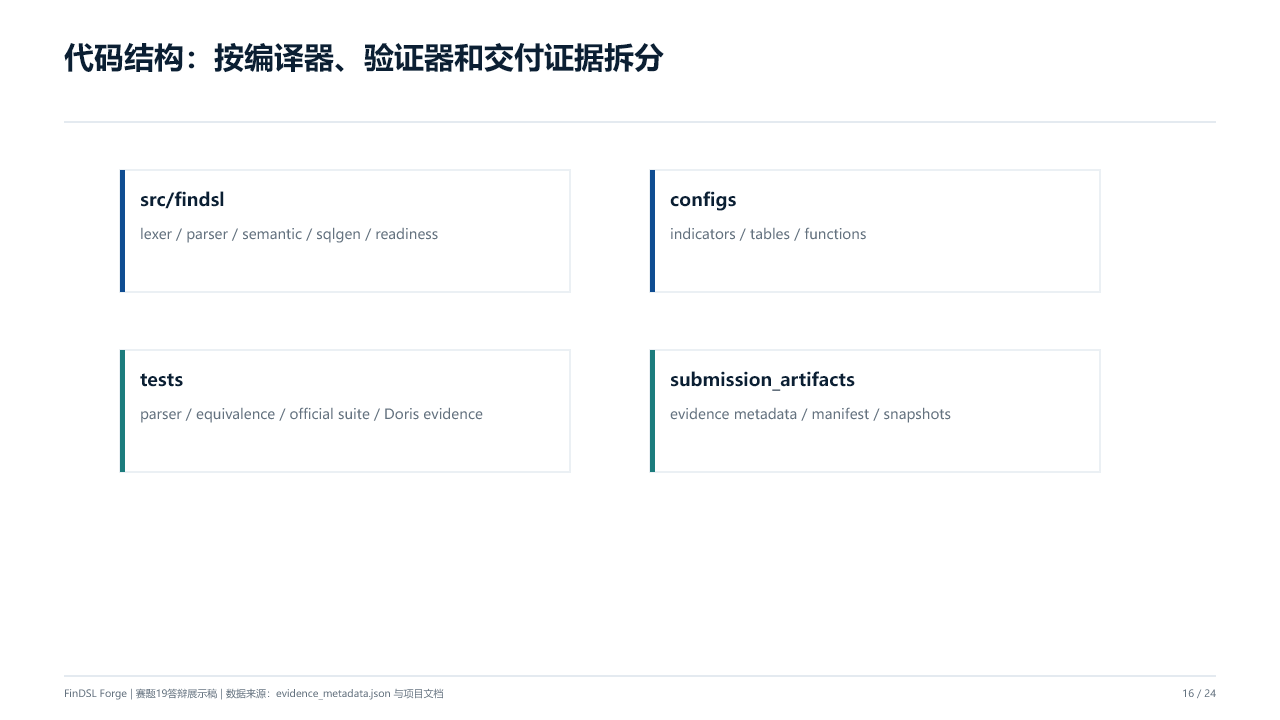 代码结构：按编译器、验证器和交付证据拆分
src/findsl
lexer / parser / semantic / sqlgen / readiness
configs
indicators / tables / functions
tests
parser / equivalence / official suite / Doris evidence
submission_artifacts
evidence metadata / manifest / snapshots
FinDSL Forge | 赛题19答辩展示稿 | 数据来源：evidence_metadata.json 与项目文档
16 / 24